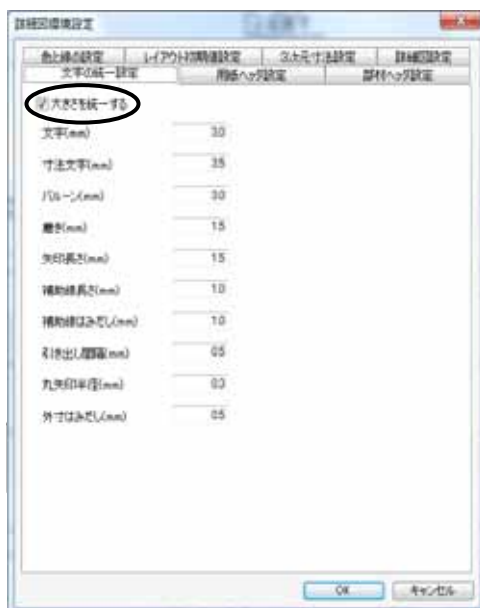 詳細図環境設定
色と線の設定 レイアウト初期値設定 スケ元寸法設定 詳細図設定
文字の統一設定 用紙ヘッダ設定 部材ヘッダ設定
大きさを統一する
文字(mm) 3.0
寸法文字(mm) 3.5
バルーン(mm) 3.0
磨き(mm) 1.5
矢印長さ(mm) 1.5
補助線長さ(mm) 1.0
補助線はみだし(mm) 1.0
引き出し間隔(mm) 0.5
丸矢印半径(mm) 0.3
外寸はみだし(mm) 0.5
OK キャンセル